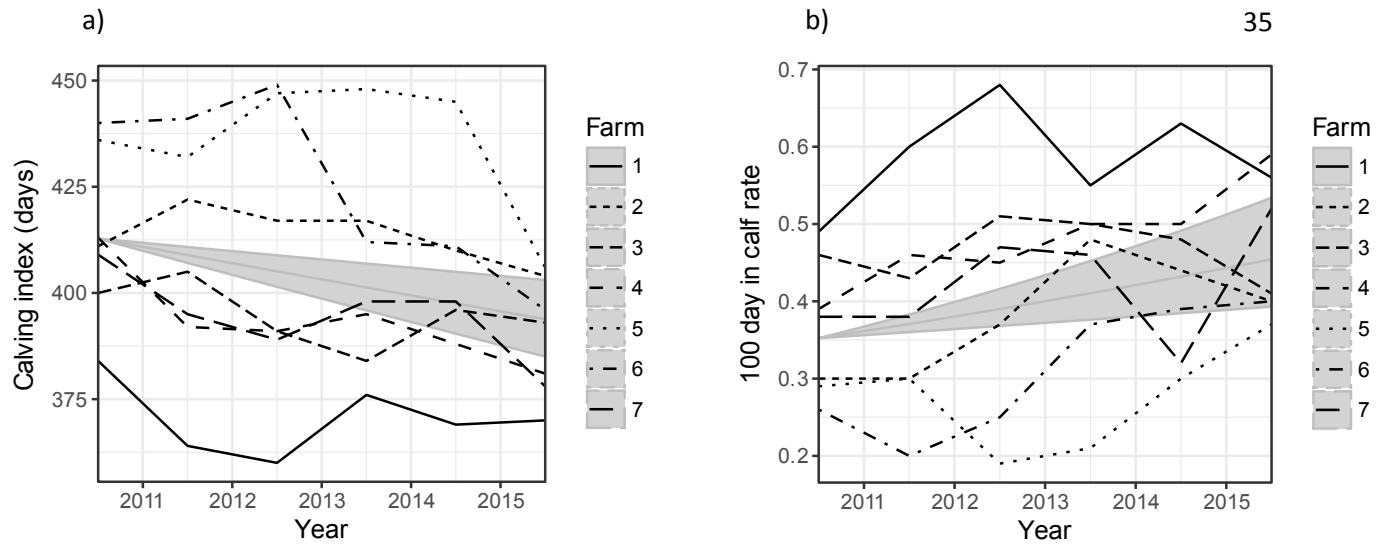 a)
450
425
400
375
Calving index (days)
2011 2012 2013 2014 2015
Year
Farm
1
2
3
4
5
6
7
b) 35
0.7
0.6
0.5
0.4
0.3
0.2
100 day in calf rate
2011 2012 2013 2014 2015
Year
Farm
1
2
3
4
5
6
7